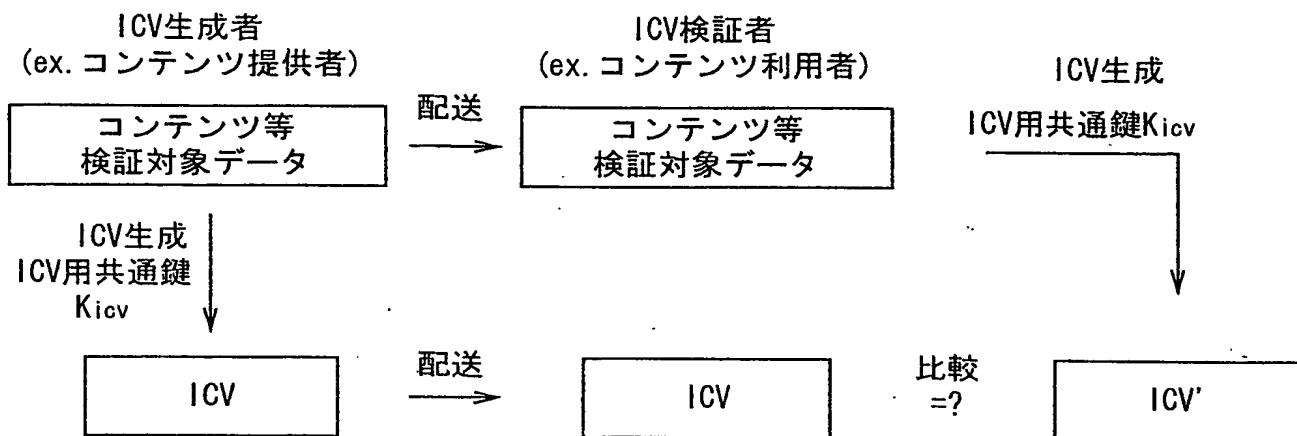 ICV生成者
(ex. コンテンツ提供者)
コンテンツ等
検証対象データ
配送
ICV検証者
(ex. コンテンツ利用者)
コンテンツ等
検証対象データ
ICV生成
ICV用共通鍵Kicv
ICV生成
ICV用共通鍵
Kicv
ICV
配送
ICV
比較
=?
ICV'